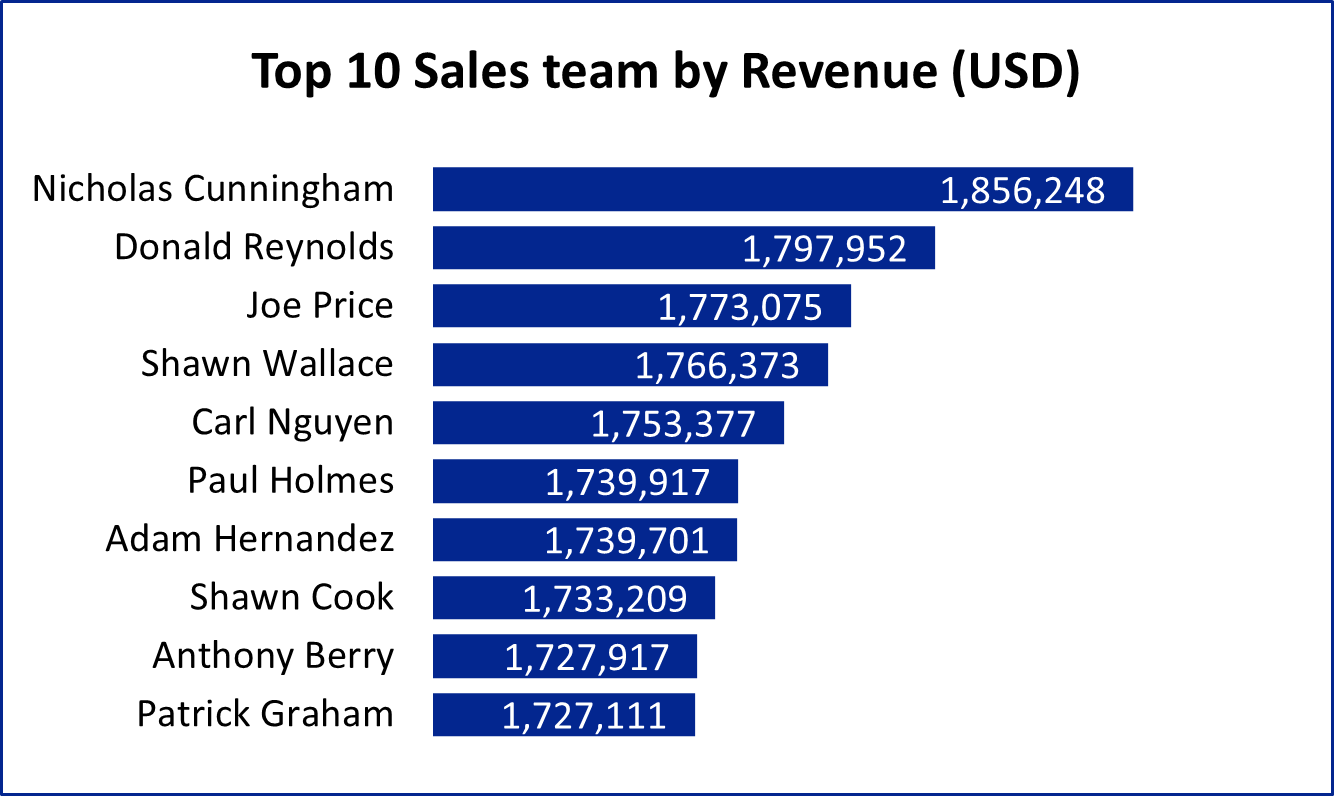 Top 10 Sales team by Revenue (USD)
Nicholas Cunningham 1,856,248
Donald Reynolds 1,797,952
Joe Price 1,773,075
Shawn Wallace 1,766,373
Carl Nguyen 1,753,377
Paul Holmes 1,739,917
Adam Hernandez 1,739,701
Shawn Cook 1,733,209
Anthony Berry 1,727,917
Patrick Graham 1,727,111